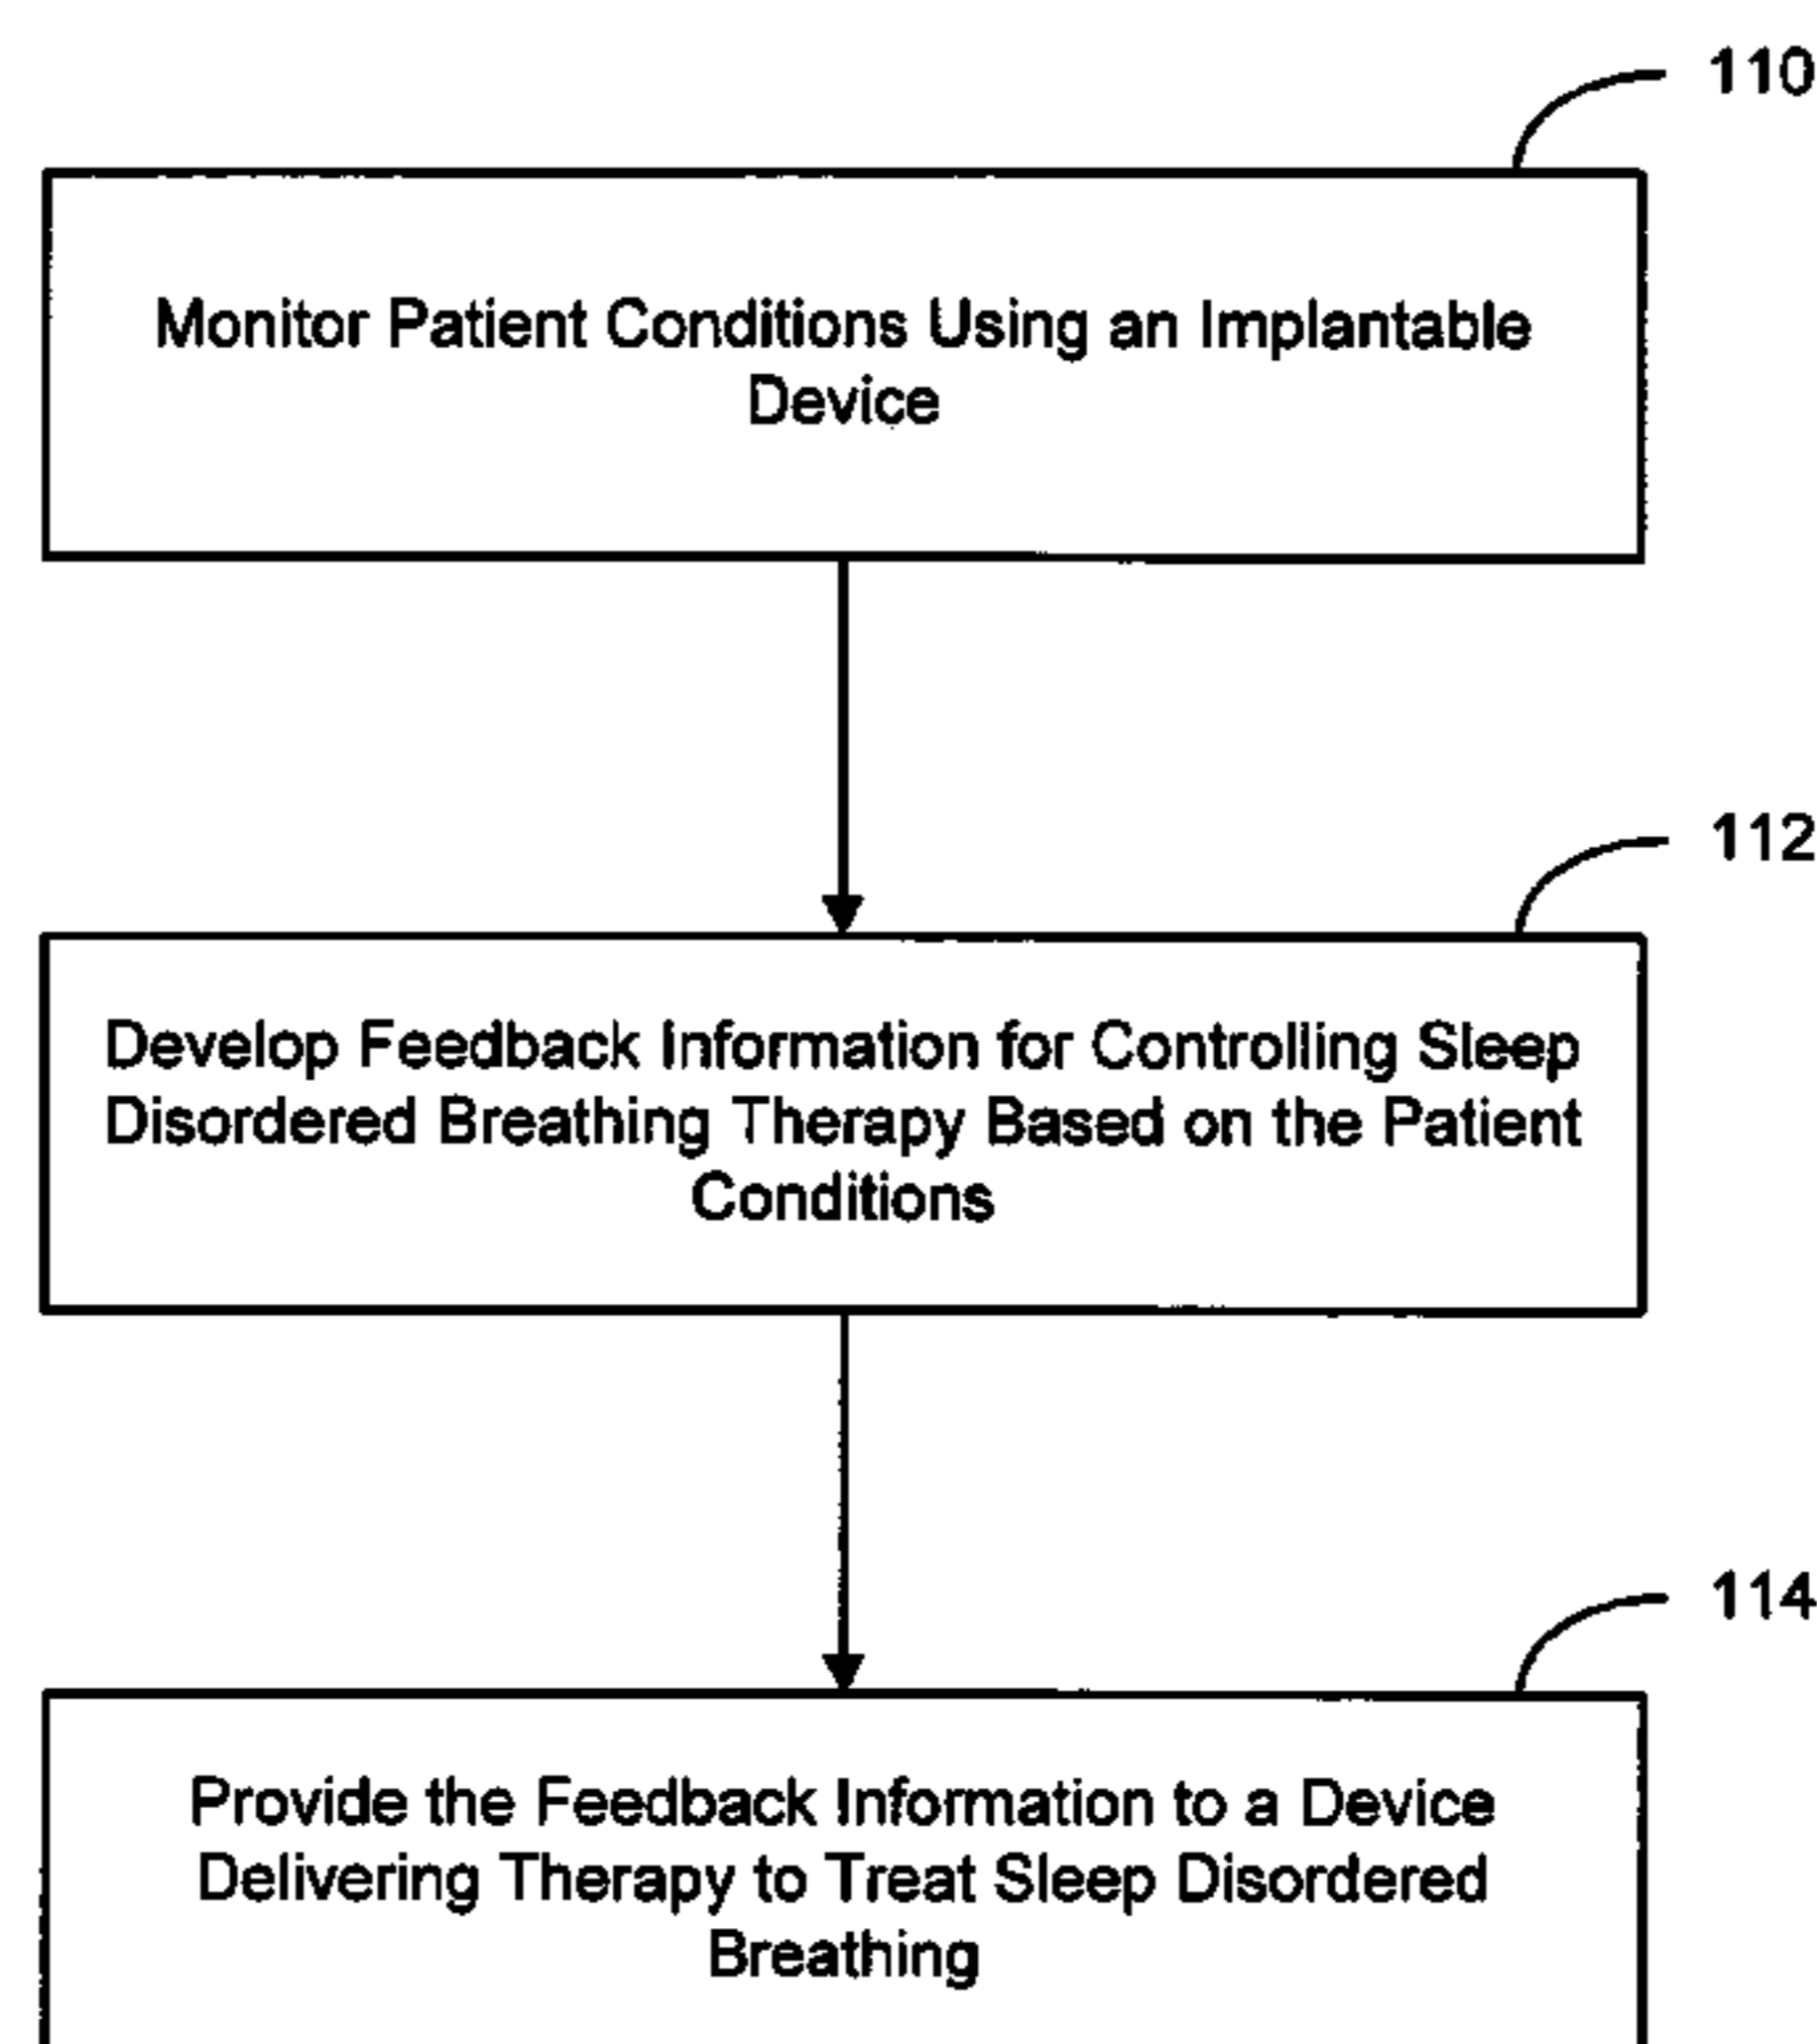 110
Monitor Patient Conditions Using an Implantable
Device
112
Develop Feedback Information for Controlling Sleep
Disordered Breathing Therapy Based on the Patient
Conditions
114
Provide the Feedback Information to a Device
Delivering Therapy to Treat Sleep Disordered
Breathing